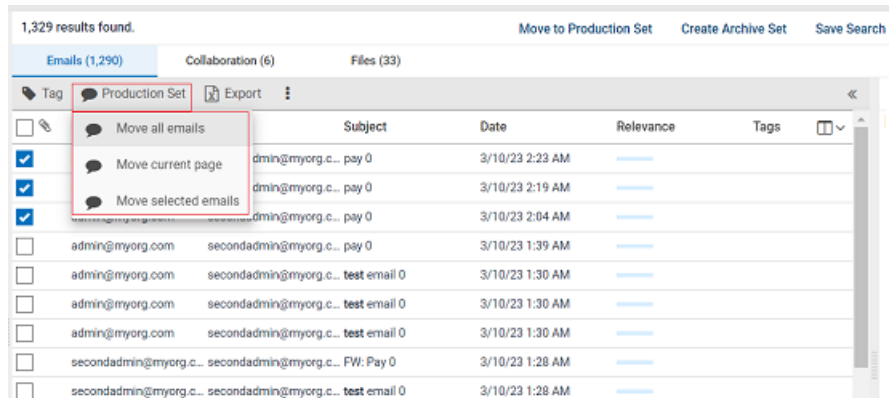 1,329 results found. Move to Production Set Create Archive Set Save Search
Emails (1,290) Collaboration (6) Files (33)
Tag Production Set Export
Move all emails Subject Date Relevance Tags
dmin@myorg.c... pay 0 3/10/23 2:23 AM
Move current page
dmin@myorg.c... pay 0 3/10/23 2:19 AM
Move selected emails
pay 0 3/10/23 2:04 AM
admin@myorg.com secondadmin@myorg.c... pay 0 3/10/23 1:39 AM
admin@myorg.com secondadmin@myorg.c... test email 0 3/10/23 1:30 AM
admin@myorg.com secondadmin@myorg.c... test email 0 3/10/23 1:30 AM
admin@myorg.com secondadmin@myorg.c... test email 0 3/10/23 1:30 AM
secondadmin@myorg.c... secondadmin@myorg.c... FW: Pay 0 3/10/23 1:28 AM
secondadmin@myorg.c... secondadmin@myorg.c... test email 0 3/10/23 1:28 AM